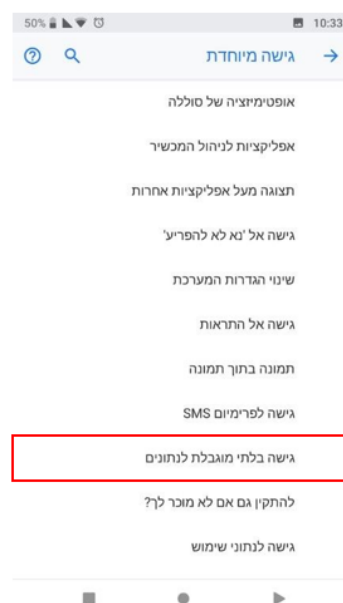 50% 10:33
גישה מיוחדת
אופטימיזציה של סוללה
אפליקציות לניהול המכשיר
תצוגה מעל אפליקציות אחרות
גישה אל 'נא לא להפריע'
שינוי הגדרות המערכת
גישה אל התראות
תמונה בתוך תמונה
גישה לפרימיום SMS
גישה בלתי מוגבלת לנתונים
להתקין גם אם לא מוכר לך?
גישה לנתוני שימוש